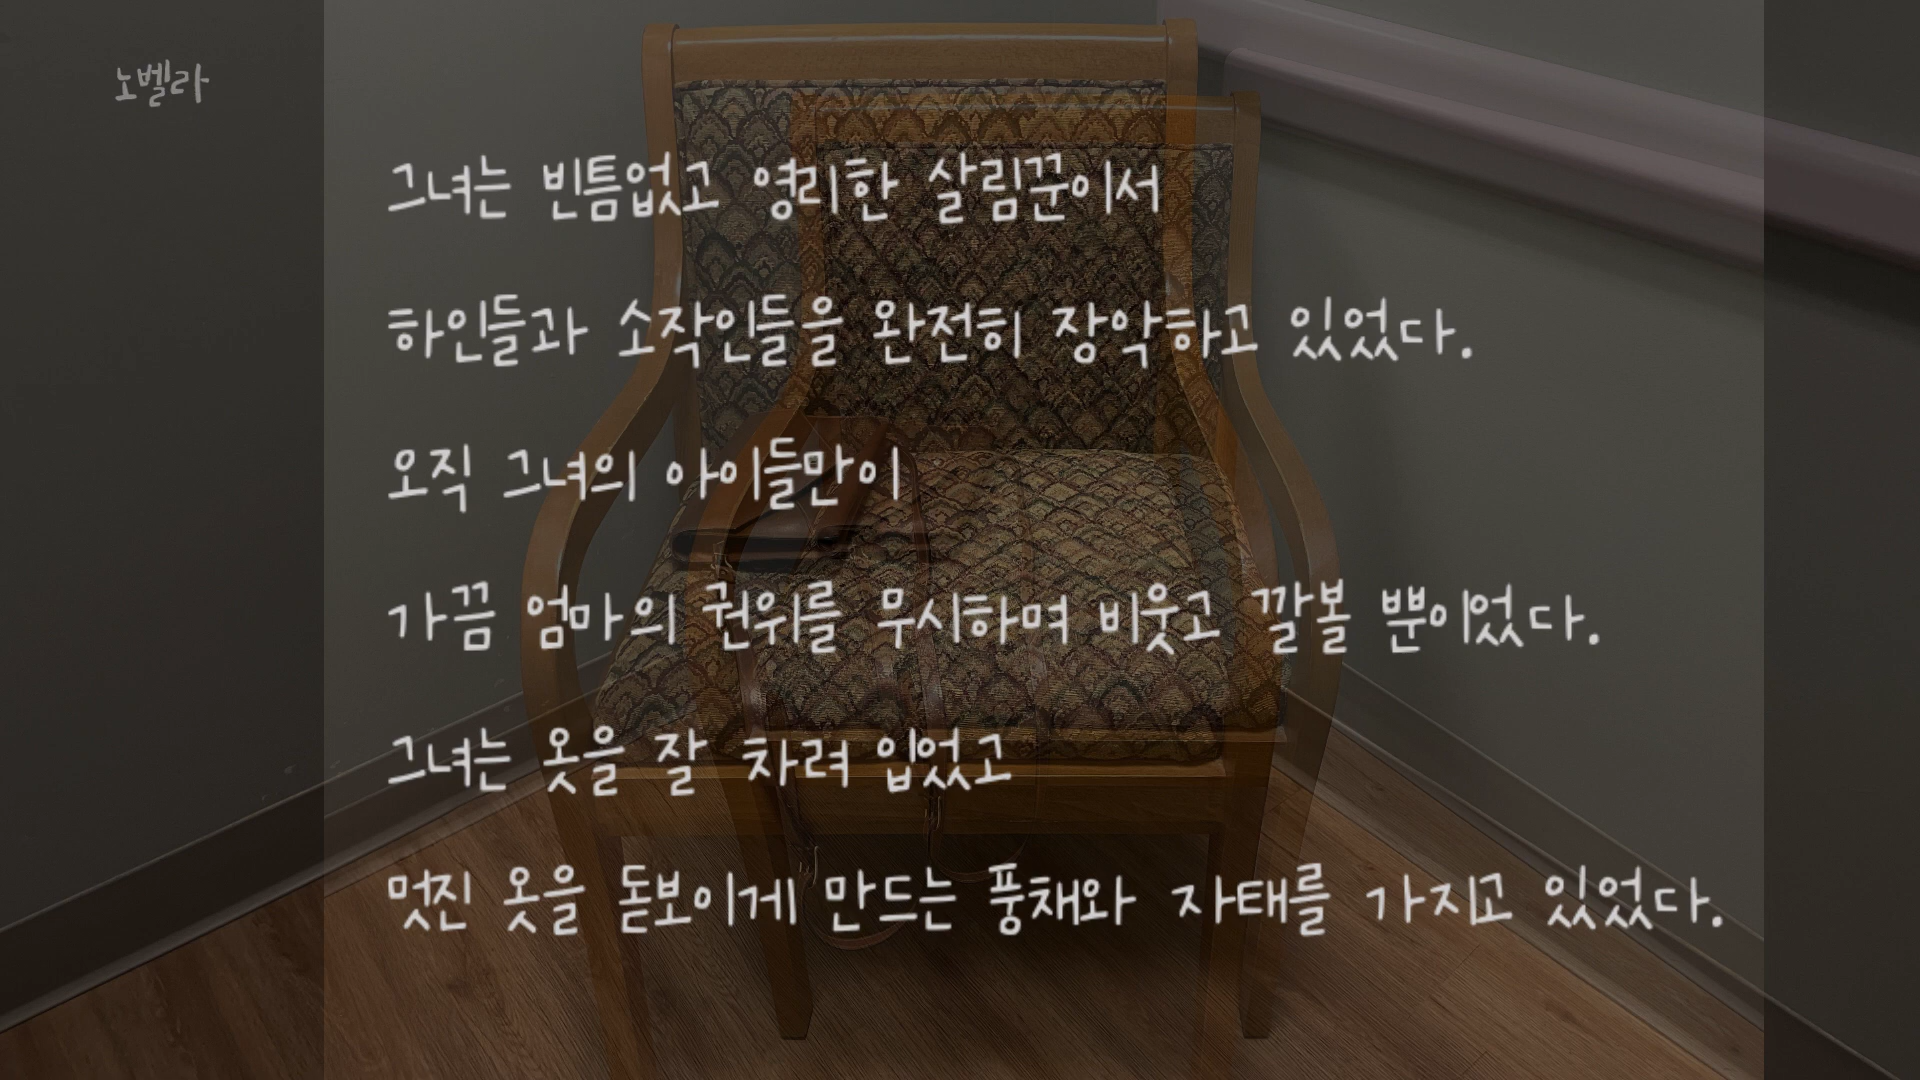 노벨라
그녀는 빈틈없고 영리한 살림꾼이서
하인들과 소작인들을 완전히 장악하고 있었다.
오직 그녀의 아이들만이
가끔 엄마의 권위를 무시하며 비웃고 깔볼 뿐이었다.
그녀는 옷을 잘 차려 입었고
멋진 옷을 돋보이게 만드는 풍채와 자태를 가지고 있었다.